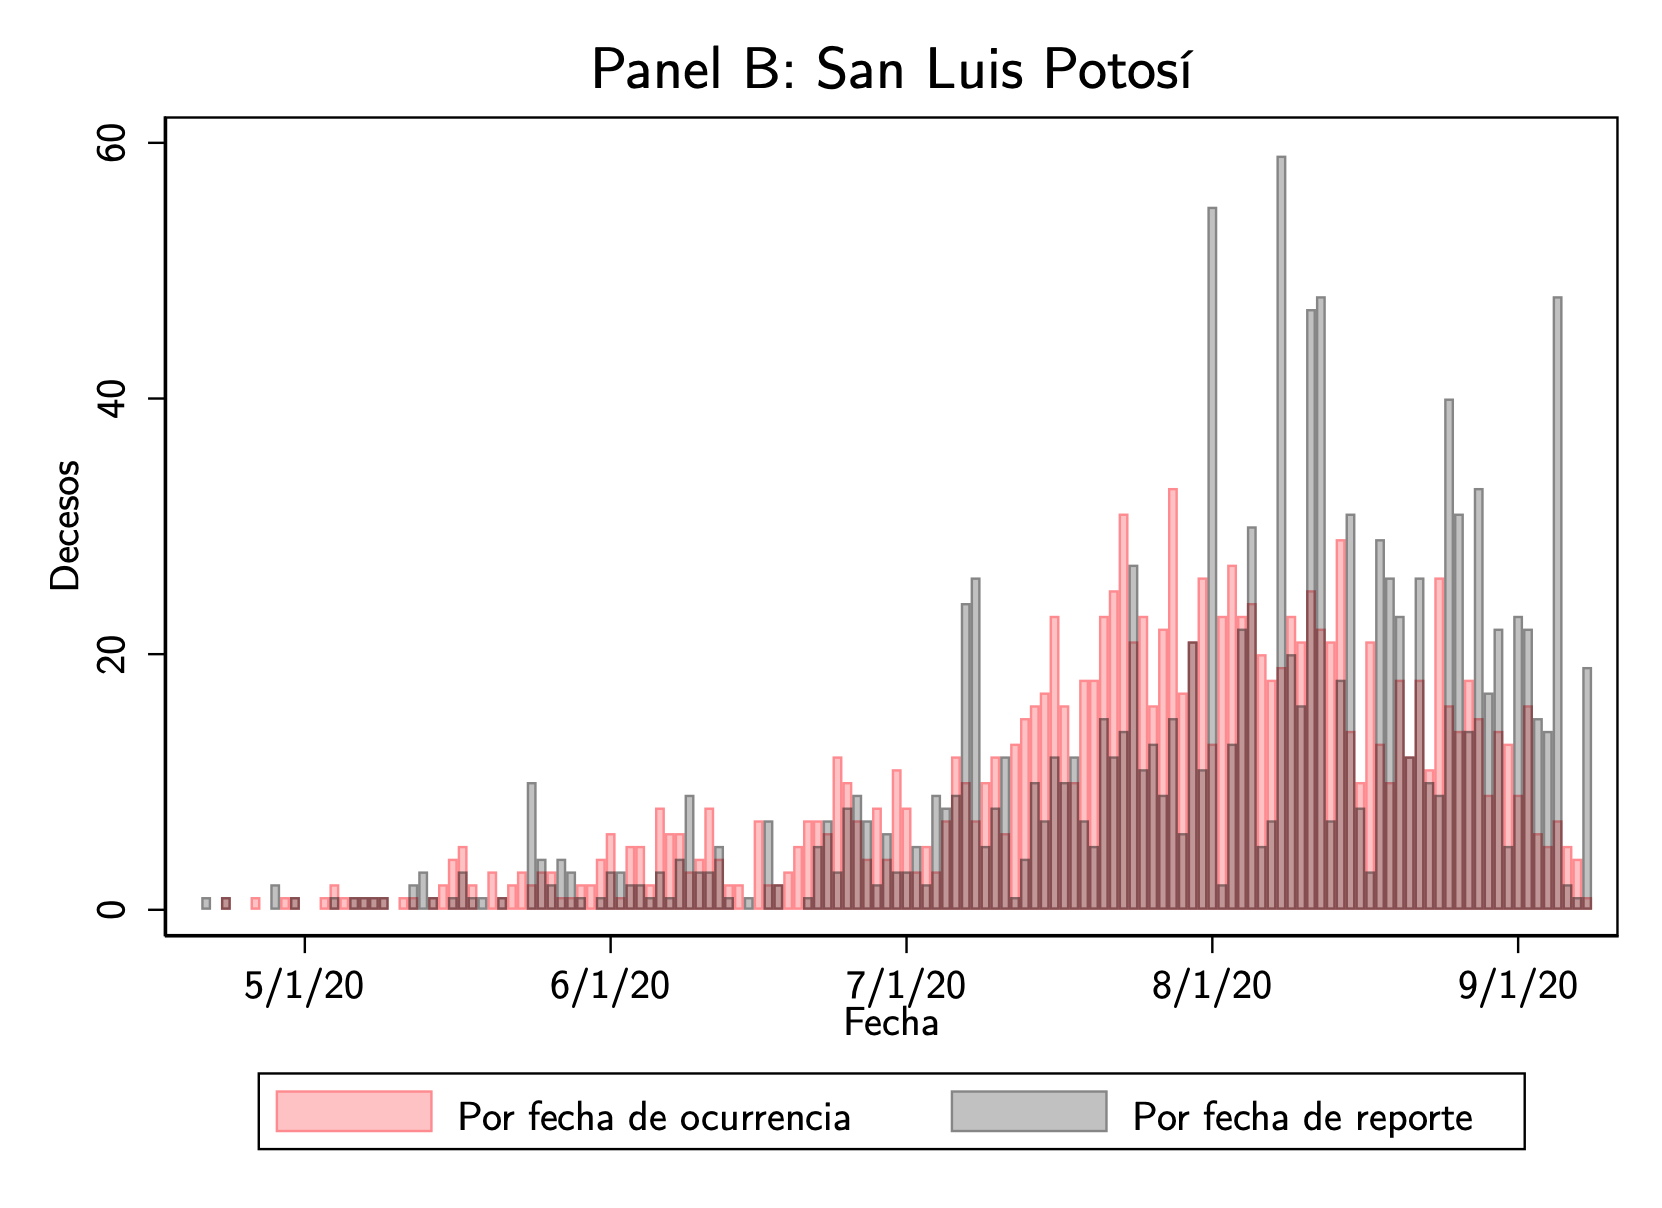 Panel B: San Luis Potosí
60
40
20
0
Decesos
5/1/20 6/1/20 7/1/20 8/1/20 9/1/20
Fecha
Por fecha de ocurrencia Por fecha de reporte